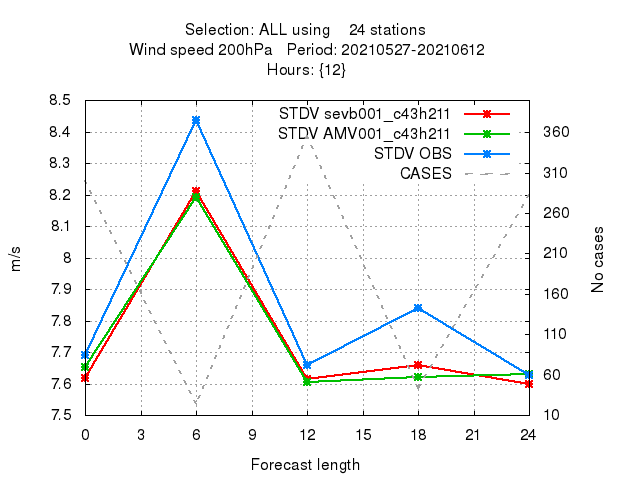 Selection: ALL using 24 stations
Wind speed 200hPa Period: 20210527-20210612
Hours: {12}
STDV sevb001_c43h211
STDV AMV001_c43h211
STDV OBS
CASES
8.5
8.4
8.3
8.2
8.1
8
7.9
7.8
7.7
7.6
7.5
m/s
360
310
260
210
160
110
60
10
No cases
0 3 6 9 12 15 18 21 24
Forecast length